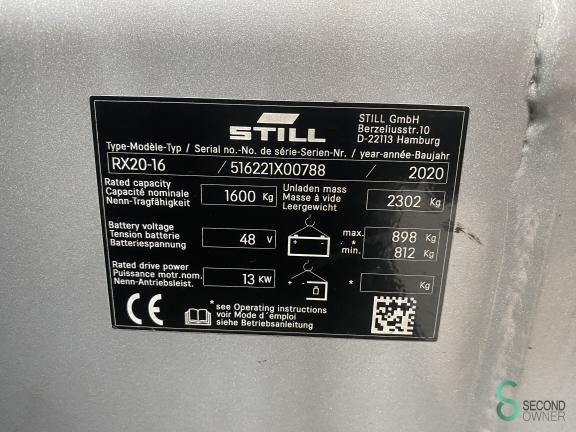 STILL
STILL GmbH
Berzeliusstr.10
D-22113 Hamburg
Type-Modèle-Typ / Serial no.-No. de série-Serien-Nr. / year-année-Baujahr
RX20-16 / 516221X00788 / 2020
Rated capacity
Capacité nominale
Nenn-Tragfähigkeit
1600 Kg
Unladen mass
Masse à vide
Leergewicht
2302 Kg
Battery voltage
Tension batterie
Batteriespannung
48 V
max.
*
min.
898 Kg
812 Kg
Rated drive power
Puissance motr.nom.
Nenn-Antriebsleist.
13 KW
* Kg
CE
*see Operating instructions
voir Mode d'emploi
siehe Betriebsanleitung
SECOND
OWNER